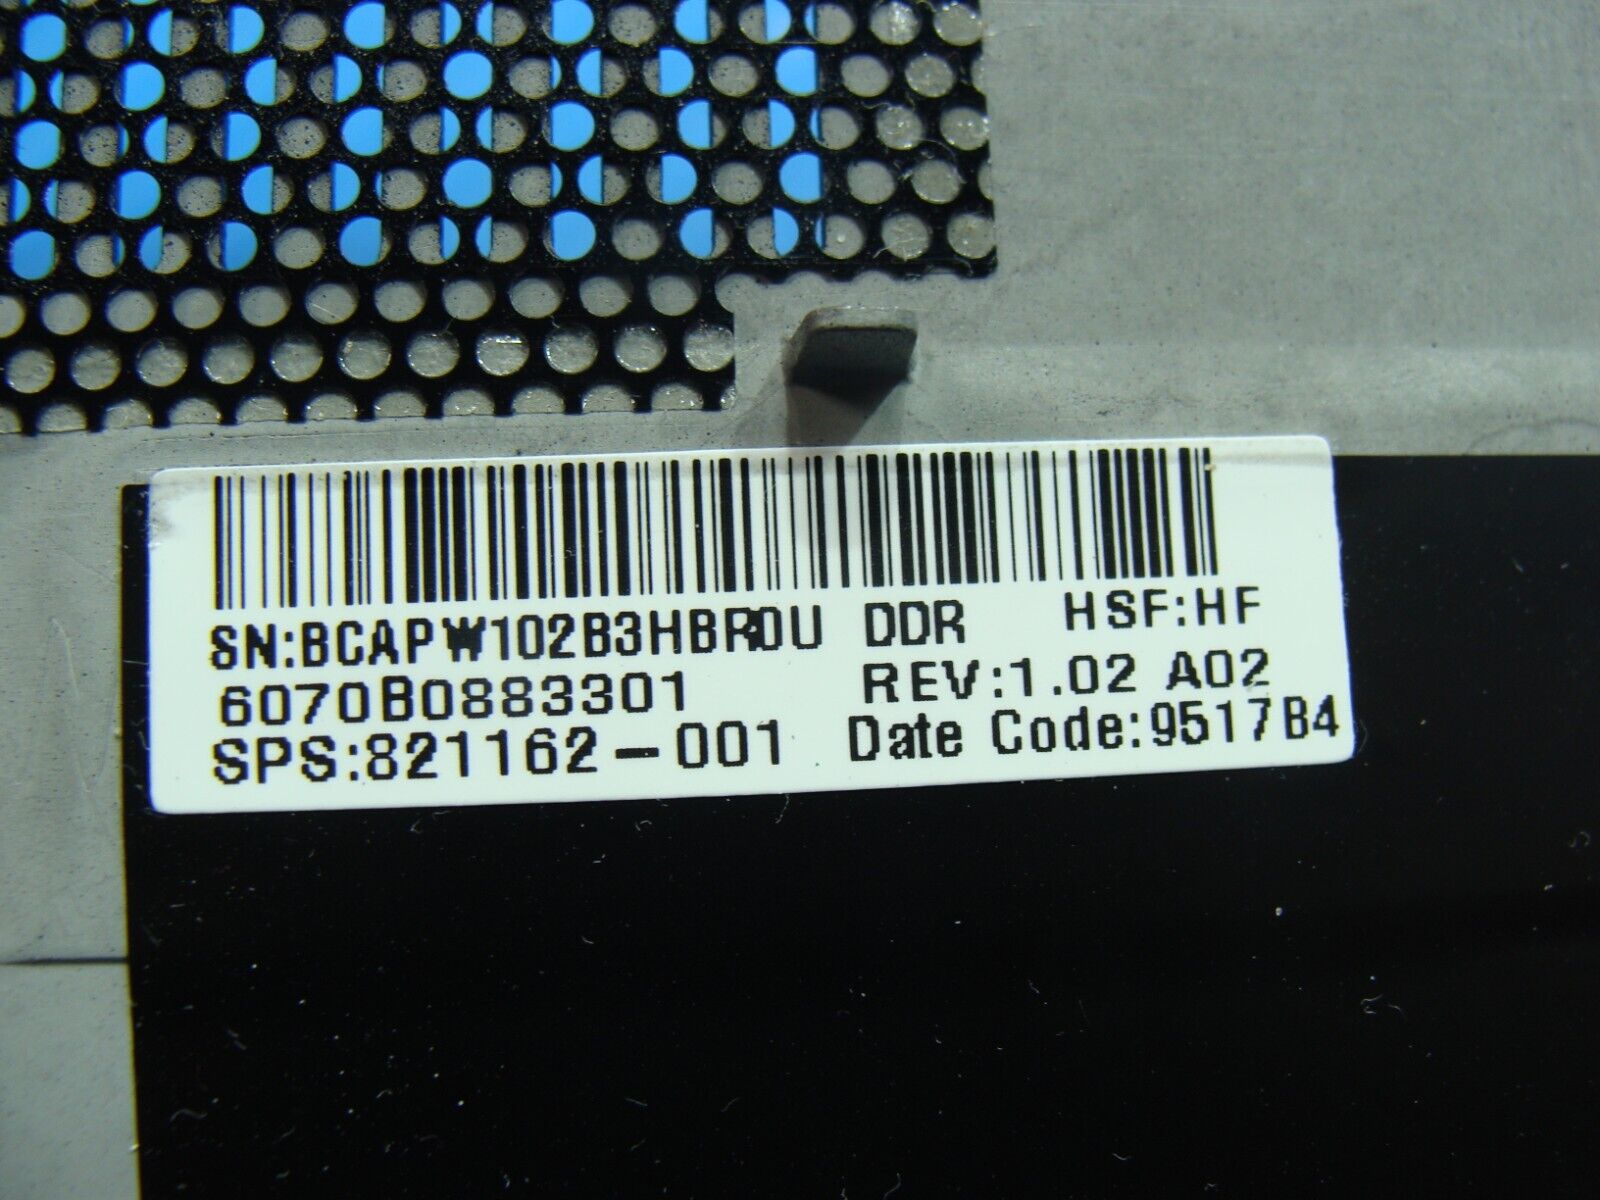 SN:BCAPW102B3HBR0U DDR HSF:HF
6070B0883301 REV:1.02 A02
SPS:821162-001 Date Code:9517B4